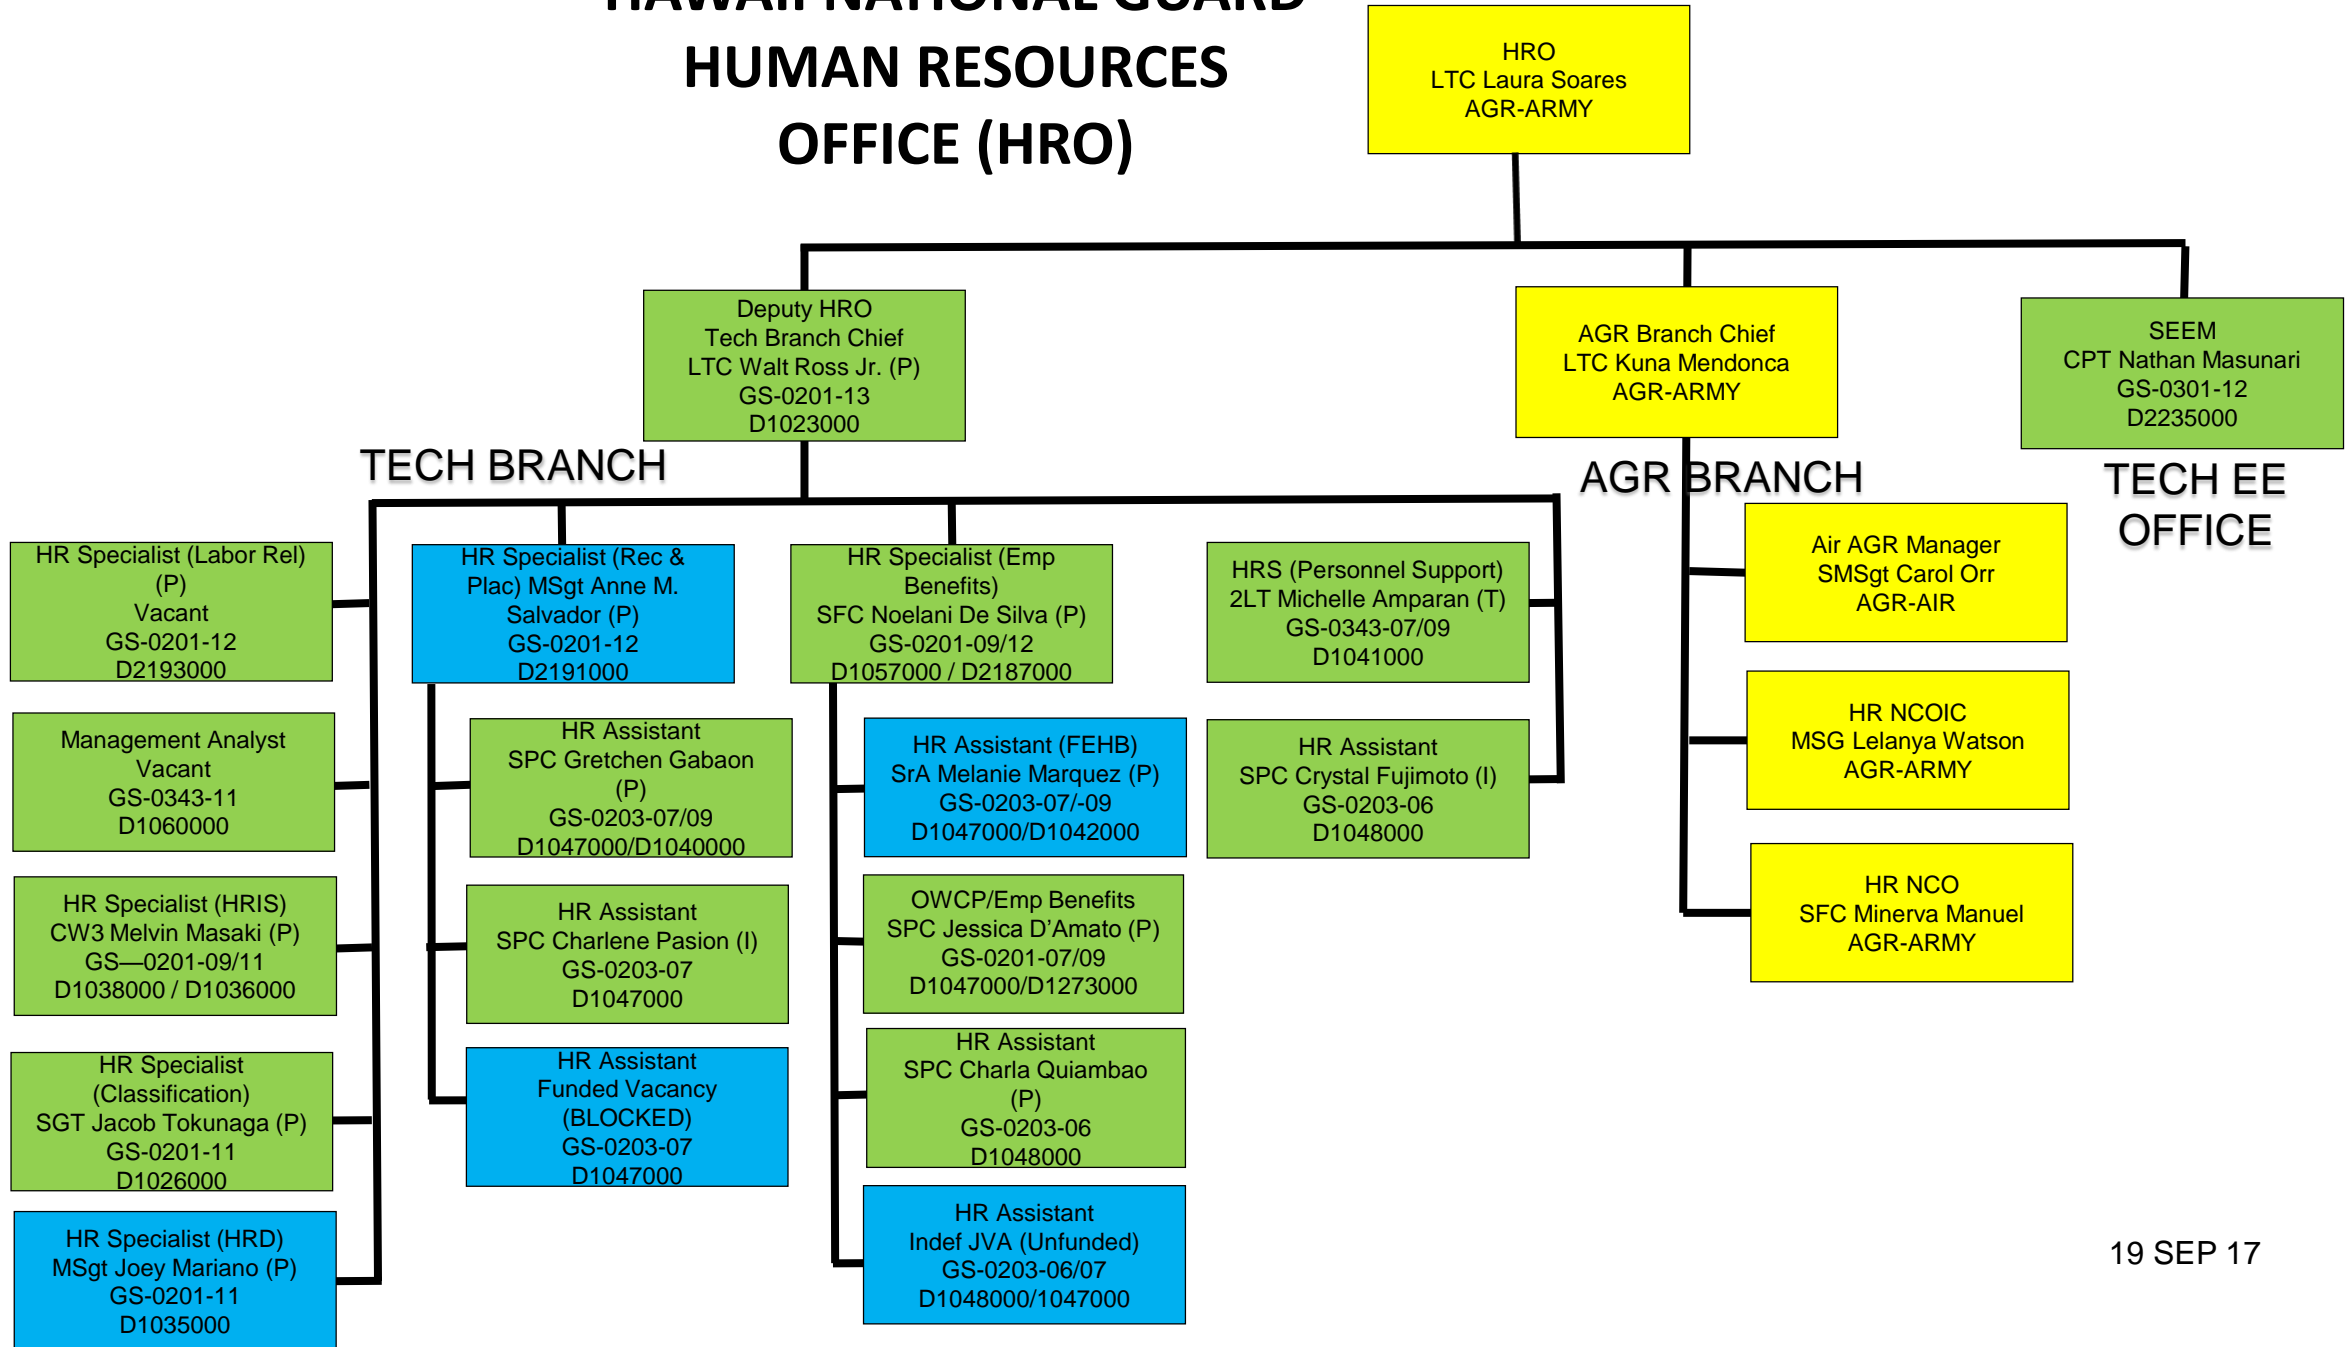 HAWAII NATIONAL GUARD
HUMAN RESOURCES
OFFICE (HRO)
HRO
LTC Laura Soares
AGR-ARMY
Deputy HRO
Tech Branch Chief
LTC Walt Ross Jr. (P)
GS-0201-13
D1023000
AGR Branch Chief
LTC Kuna Mendonca
AGR-ARMY
SEEM
CPT Nathan Masunari
GS-0301-12
D2235000
TECH BRANCH
AGR BRANCH
TECH EE
OFFICE
HR Specialist (Labor Rel)
(P)
Vacant
GS-0201-12
D2193000
Management Analyst
Vacant
GS-0343-11
D1060000
HR Specialist (HRIS)
CW3 Melvin Masaki (P)
GS—0201-09/11
D1038000 / D1036000
HR Specialist
(Classification)
SGT Jacob Tokunaga (P)
GS-0201-11
D1026000
HR Specialist (HRD)
MSgt Joey Mariano (P)
GS-0201-11
D1035000
HR Specialist (Rec &
Plac) MSgt Anne M.
Salvador (P)
GS-0201-12
D2191000
HR Assistant
SPC Gretchen Gabaon
(P)
GS-0203-07/09
D1047000/D1040000
HR Assistant
SPC Charlene Pasion (I)
GS-0203-07
D1047000
HR Assistant
Funded Vacancy
(BLOCKED)
GS-0203-07
D1047000
HR Specialist (Emp
Benefits)
SFC Noelani De Silva (P)
GS-0201-09/12
D1057000 / D2187000
HR Assistant (FEHB)
SrA Melanie Marquez (P)
GS-0203-07/-09
D1047000/D1042000
OWCP/Emp Benefits
SPC Jessica D’Amato (P)
GS-0201-07/09
D1047000/D1273000
HR Assistant
SPC Charla Quiambao
(P)
GS-0203-06
D1048000
HR Assistant
Indef JVA (Unfunded)
GS-0203-06/07
D1048000/1047000
HRS (Personnel Support)
2LT Michelle Amparan (T)
GS-0343-07/09
D1041000
HR Assistant
SPC Crystal Fujimoto (I)
GS-0203-06
D1048000
Air AGR Manager
SMSgt Carol Orr
AGR-AIR
HR NCOIC
MSG Lelanya Watson
AGR-ARMY
HR NCO
SFC Minerva Manuel
AGR-ARMY
19 SEP 17